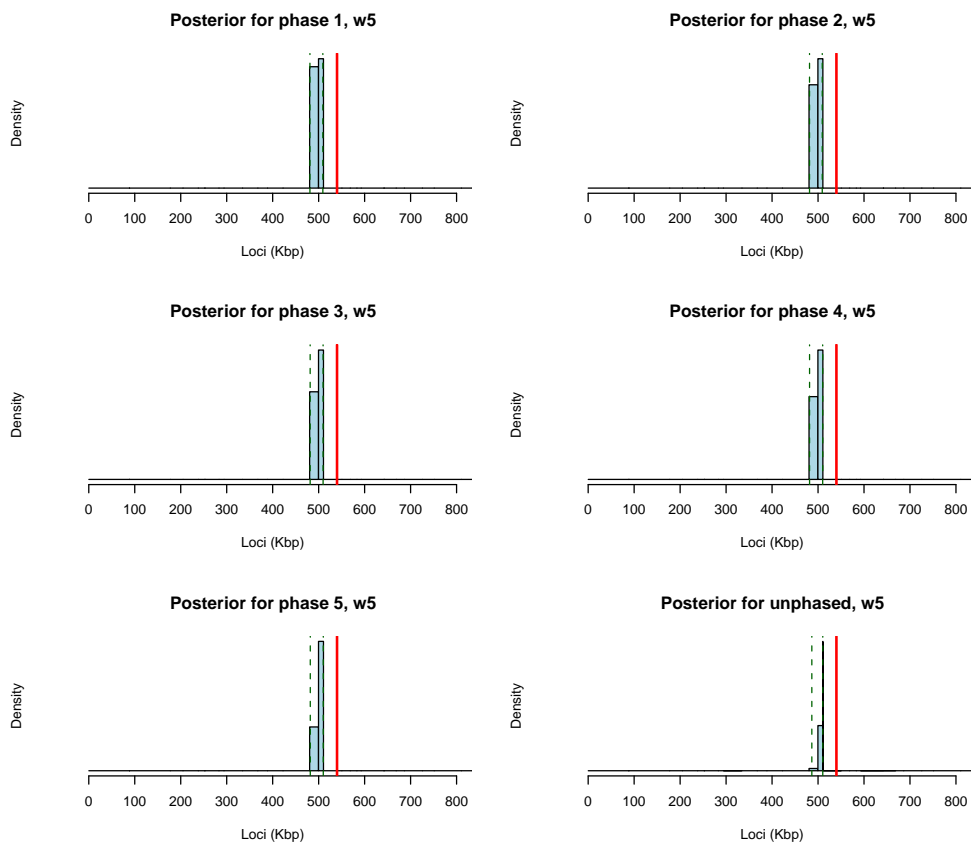 Posterior for phase 1, w5
Density
0 100 200 300 400 500 600 700 800
Loci (Kbp)
Posterior for phase 2, w5
Density
0 100 200 300 400 500 600 700 800
Loci (Kbp)
Posterior for phase 3, w5
Density
0 100 200 300 400 500 600 700 800
Loci (Kbp)
Posterior for phase 4, w5
Density
0 100 200 300 400 500 600 700 800
Loci (Kbp)
Posterior for phase 5, w5
Density
0 100 200 300 400 500 600 700 800
Loci (Kbp)
Posterior for unphased, w5
Density
0 100 200 300 400 500 600 700 800
Loci (Kbp)